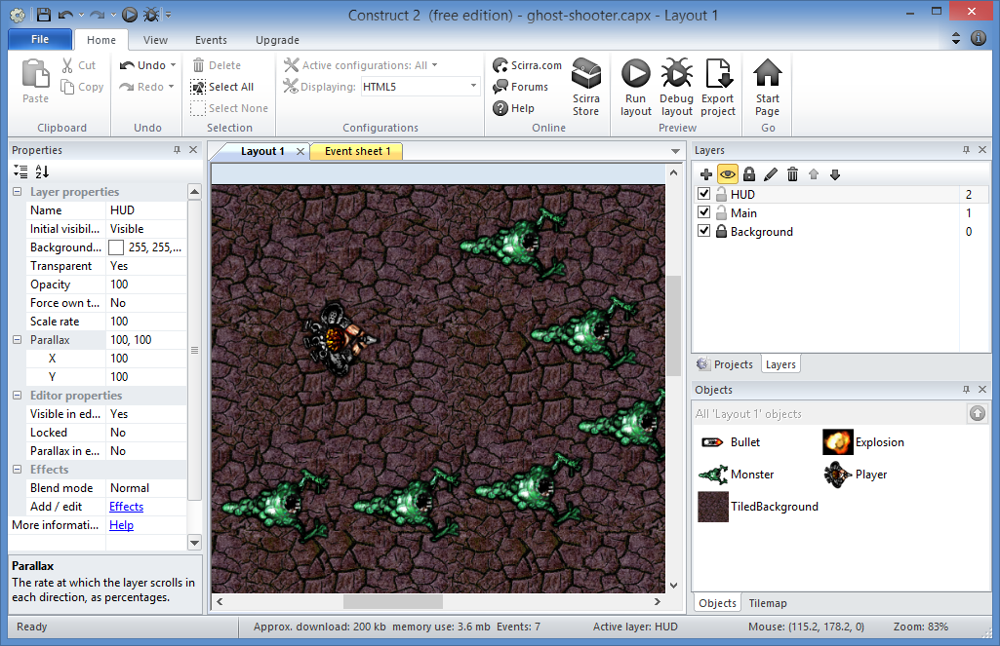 Construct 2 (free edition) - ghost-shooter.capx - Layout 1
File Home View Events Upgrade
Paste
Cut
Copy
Clipboard
Undo
Redo
Undo
Delete
Select All
Select None
Selection
Active configurations: All
Displaying: HTML5
Configurations
Scirra.com
Forums
Help
Scirra Store
Online
Run layout
Debug layout
Export project
Preview
Start Page
Go
Properties
Layer properties
Name HUD
Initial visibil... Visible
Background... 255, 255,...
Transparent Yes
Opacity 100
Force own t... No
Scale rate 100
Parallax 100, 100
X 100
Y 100
Editor properties
Visible in ed... Yes
Locked No
Parallax in e... No
Effects
Blend mode Normal
Add / edit Effects
More informati... Help
Parallax
The rate at which the layer scrolls in
each direction, as percentages.
Layout 1
Event sheet 1
Layers
HUD 2
Main 1
Background 0
Projects Layers
Objects
All 'Layout 1' objects
Bullet
Explosion
Monster
Player
TiledBackground
Objects Tilemap
Ready
Approx. download: 200 kb memory use: 3.6 mb Events: 7
Active layer: HUD
Mouse: (115.2, 178.2, 0)
Zoom: 83%